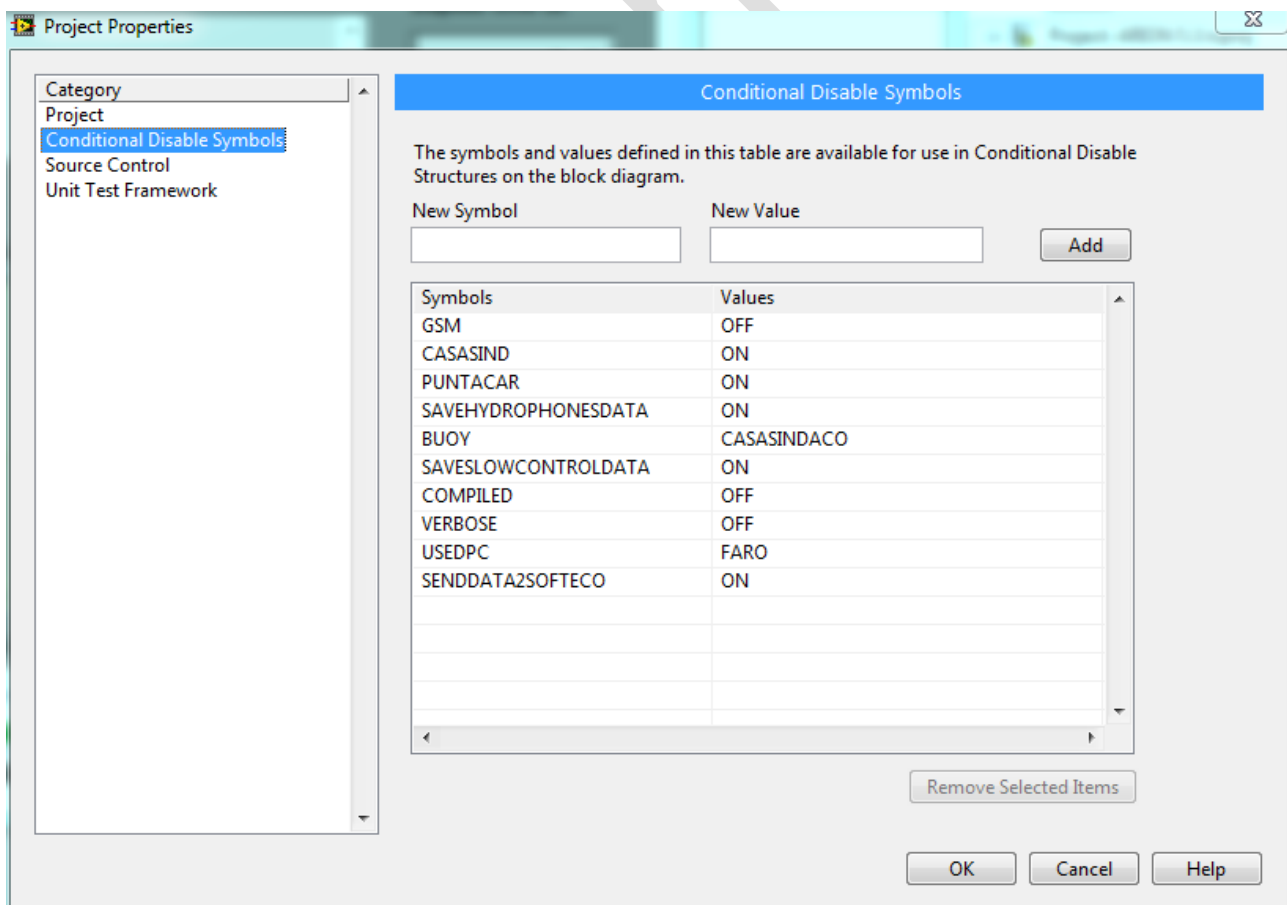 Project Properties
Category
Project
Conditional Disable Symbols
Source Control
Unit Test Framework
Conditional Disable Symbols
The symbols and values defined in this table are available for use in Conditional Disable
Structures on the block diagram.
New Symbol New Value
Add
Symbols Values
GSM OFF
CASASIND ON
PUNTACAR ON
SAVEHYDROPHONESDATA ON
BUOY CASASINDACO
SAVESLOWCONTROLDATA ON
COMPILED OFF
VERBOSE OFF
USEDPC FARO
SENDDATA2SOFTECO ON
Remove Selected Items
OK Cancel Help